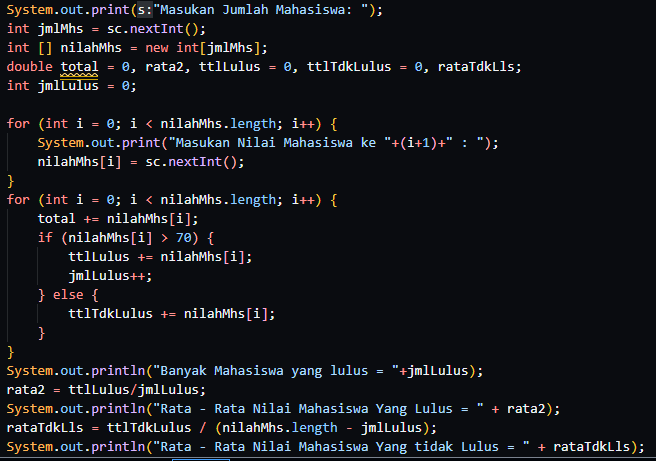 System.out.print(s:"Masukan Jumlah Mahasiswa: ");
int jmlMhs = sc.nextInt();
int [] nilahMhs = new int[jmlMhs];
double total = 0, rata2, ttlLulus = 0, ttlTdkLulus = 0, rataTdkLls;
int jmlLulus = 0;

for (int i = 0; i < nilahMhs.length; i++) {
    System.out.print("Masukan Nilai Mahasiswa ke "+(i+1)+" : ");
    nilahMhs[i] = sc.nextInt();
}
for (int i = 0; i < nilahMhs.length; i++) {
    total += nilahMhs[i];
    if (nilahMhs[i] > 70) {
        ttlLulus += nilahMhs[i];
        jmlLulus++;
    } else {
        ttlTdkLulus += nilahMhs[i];
    }
}
System.out.println("Banyak Mahasiswa yang lulus = "+jmlLulus);
rata2 = ttlLulus/jmlLulus;
System.out.println("Rata - Rata Nilai Mahasiswa Yang Lulus = " + rata2);
rataTdkLls = ttlTdkLulus / (nilahMhs.length - jmlLulus);
System.out.println("Rata - Rata Nilai Mahasiswa Yang tidak Lulus = " + rataTdkLls);